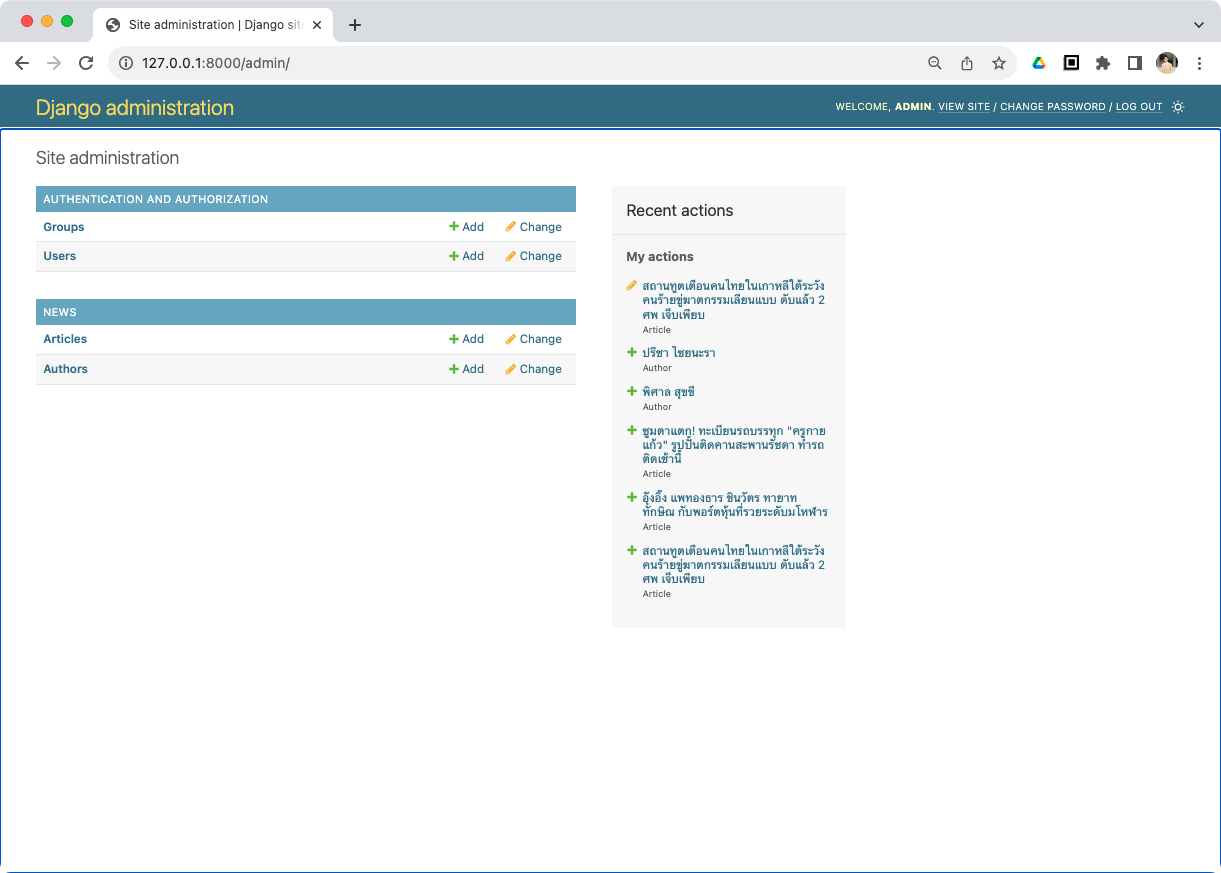 Site administration | Django sit
127.0.0.1:8000/admin/
Django administration
WELCOME, ADMIN. VIEW SITE / CHANGE PASSWORD / LOG OUT
Site administration
AUTHENTICATION AND AUTHORIZATION
Groups Add Change
Users Add Change
NEWS
Articles Add Change
Authors Add Change
Recent actions
My actions
สถานทูตเตือนคนไทยในเกาหลีใต้ระวัง
คนร้ายขู่ฆาตกรรมเลียนแบบ ดับแล้ว 2
ศพ เจ็บเพียบ
Article
ปรีชา ไชยนะรา
Author
พิศาล สุขขี
Author
ซูมตาแตก! ทะเบียนรถบรรทุก "ครูกาย
แก้ว" รูปปั้นติดคานสะพานรัชดา ทำรถ
ติดเช้านี้
Article
อุ๊งอิ๊ง แพทองธาร ชินวัตร ทายาท
ทักษิณ กับพอร์ตหุ้นที่รวยระดับมโหฬาร
Article
สถานทูตเตือนคนไทยในเกาหลีใต้ระวัง
คนร้ายขู่ฆาตกรรมเลียนแบบ ดับแล้ว 2
ศพ เจ็บเพียบ
Article